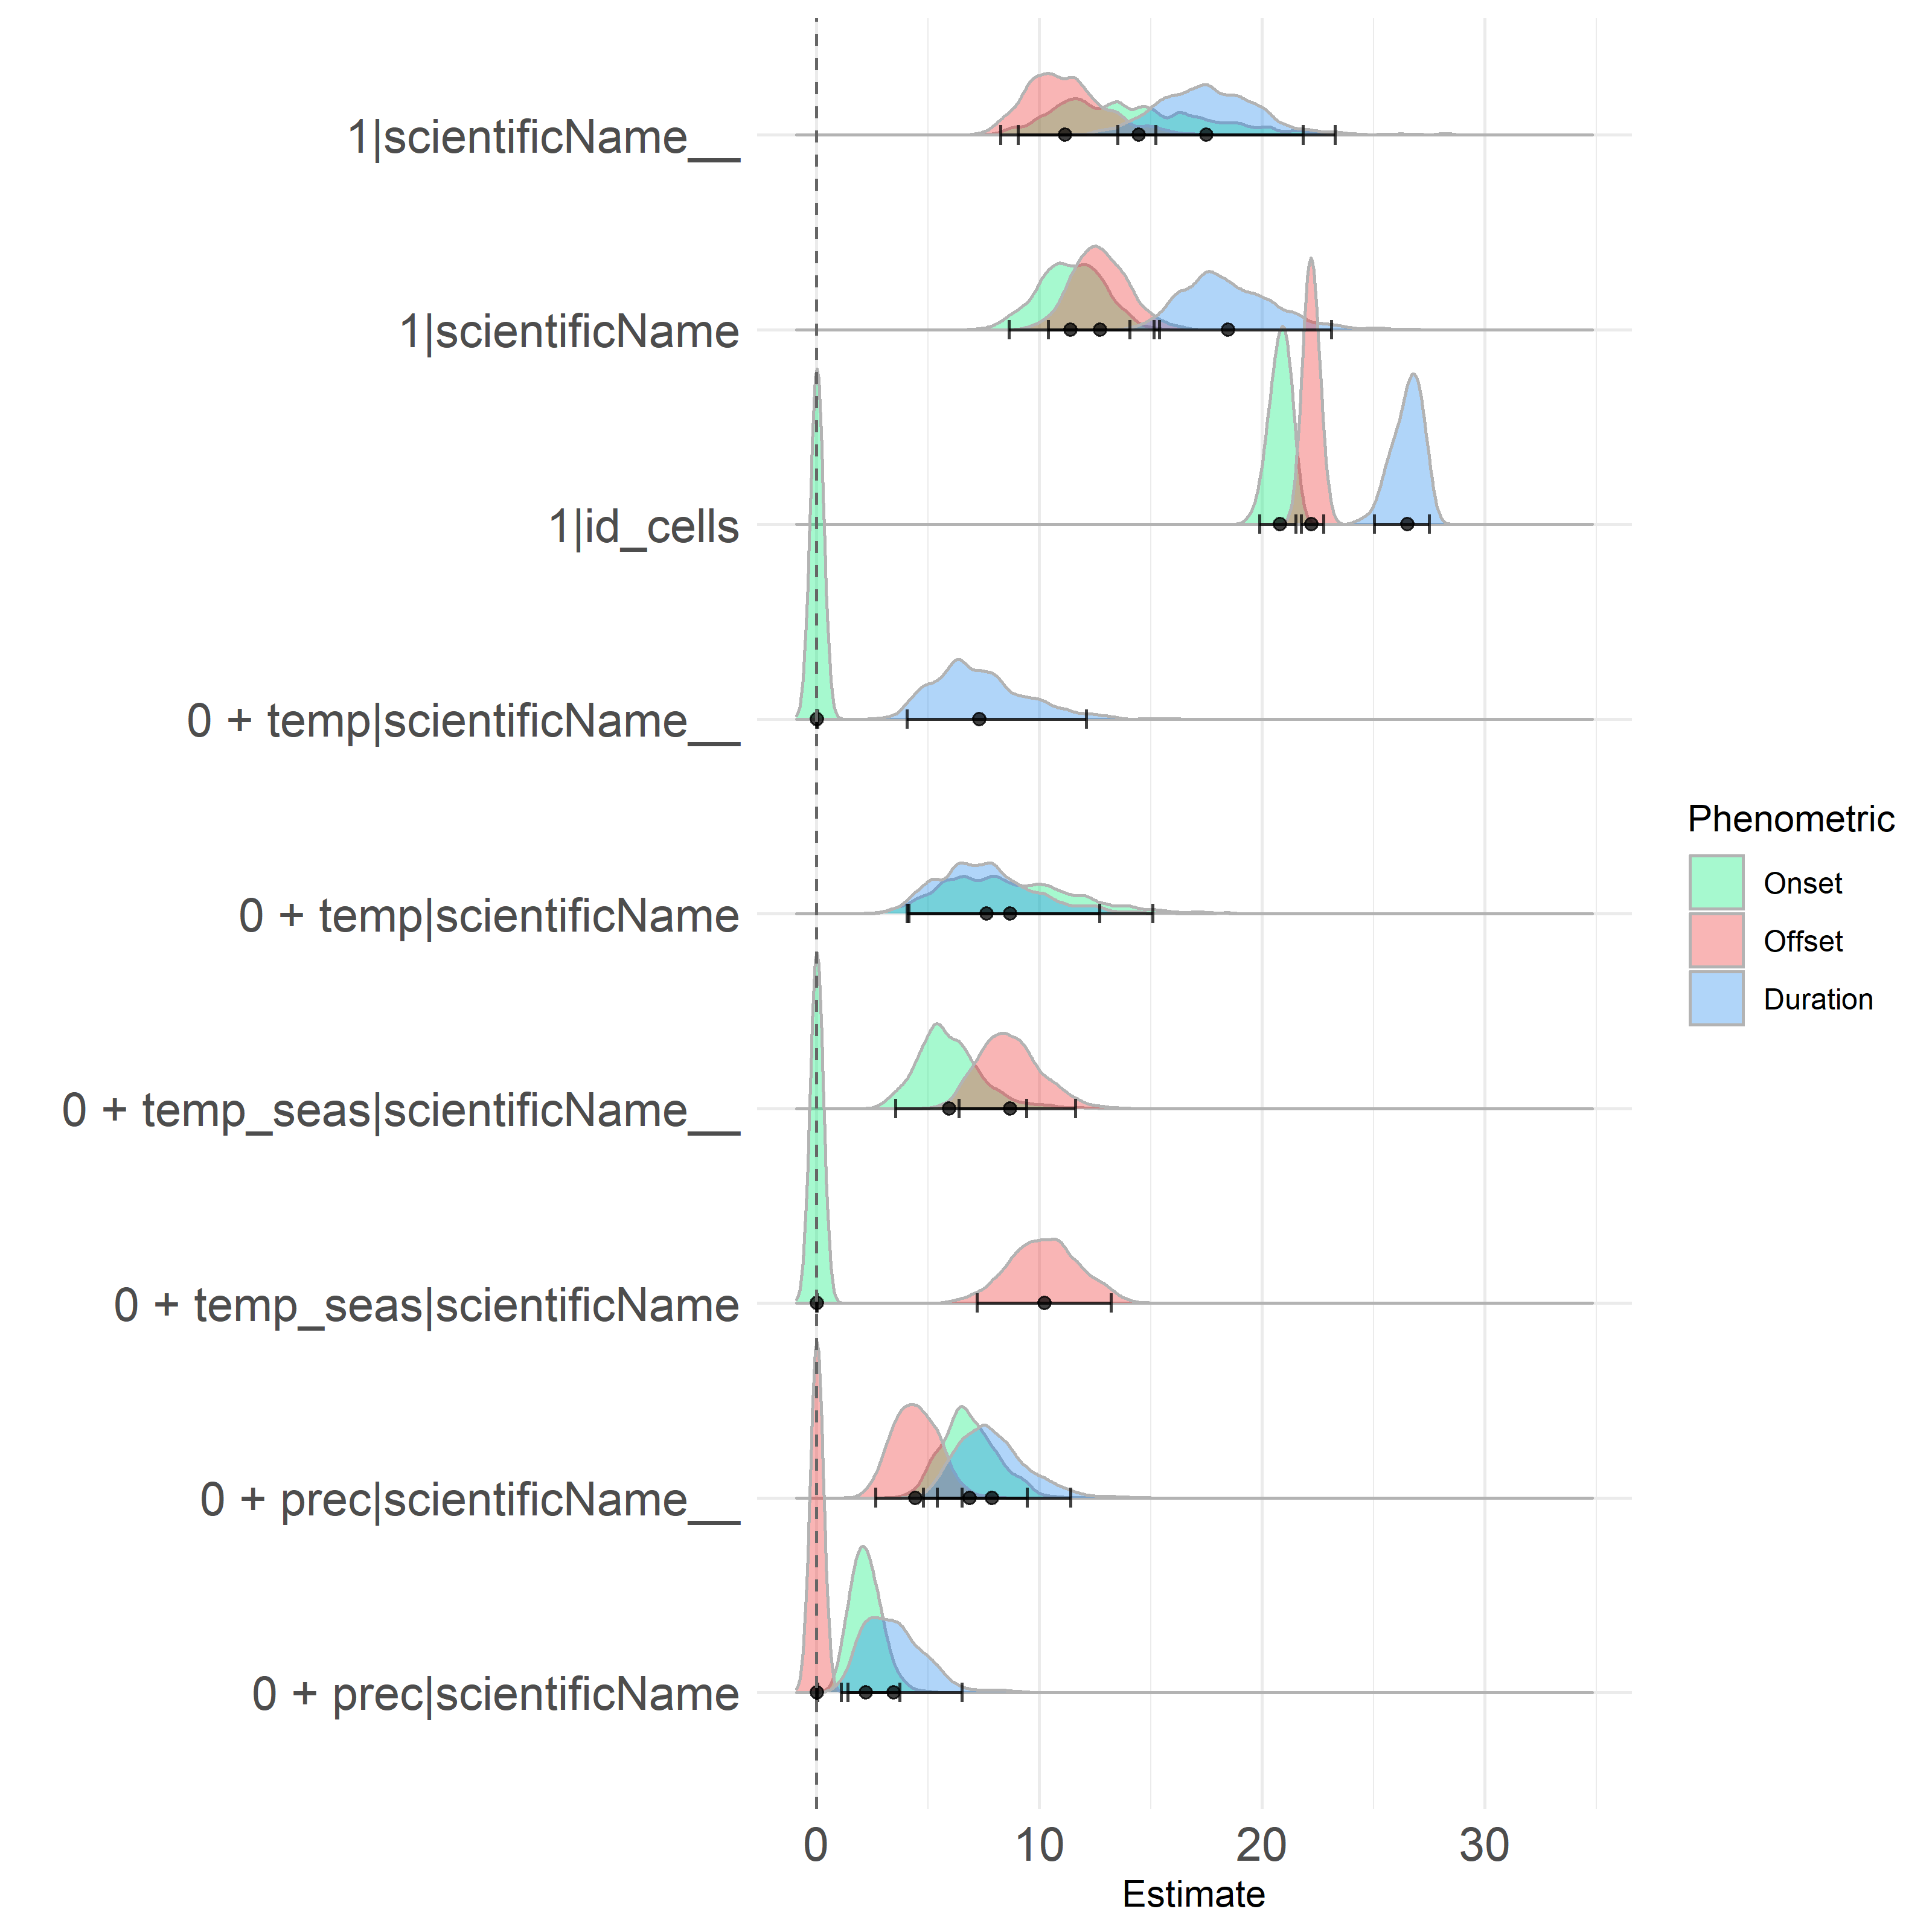 1|scientificName__
1|scientificName
1|id_cells
0 + temp|scientificName__
0 + temp|scientificName
0 + temp_seas|scientificName__
0 + temp_seas|scientificName
0 + prec|scientificName__
0 + prec|scientificName
0 10 20 30
Estimate
Phenometric
Onset
Offset
Duration